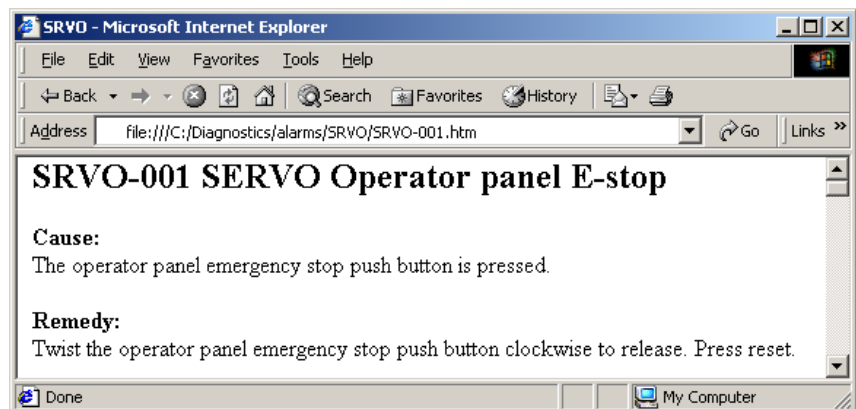 SRVO - Microsoft Internet Explorer
File Edit View Favorites Tools Help
Back Search Favorites History
Address file:///C:/Diagnostics/alarms/SRVO/SRVO-001.htm Go Links »
SRVO-001 SERVO Operator panel E-stop
Cause:
The operator panel emergency stop push button is pressed.
Remedy:
Twist the operator panel emergency stop push button clockwise to release. Press reset.
Done My Computer